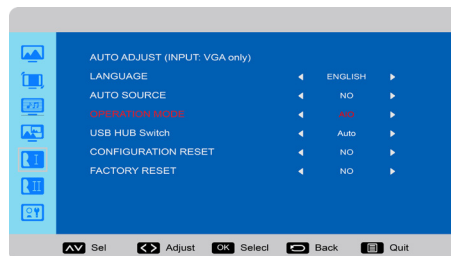 AUTO ADJUST (INPUT: VGA only)
LANGUAGE ENGLISH
AUTO SOURCE NO
OPERATION MODE
USB HUB Switch Auto
CONFIGURATION RESET NO
FACTORY RESET NO
Sel Adjust OK Selecl Back Quit